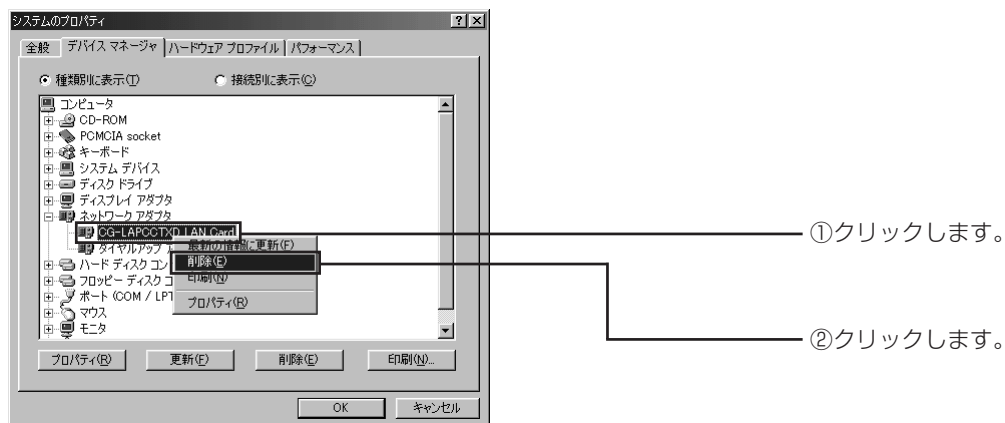 システムのプロパティ
全般 デバイス マネージャ ハードウェア プロファイル パフォーマンス
種類別に表示(T) 接続別に表示(C)
コンピュータ
CD-ROM
PCMCIA socket
キーボード
システム デバイス
ディスク ドライブ
ディスプレイ アダプタ
ネットワーク アダプタ
CG-LAPCCTXD LAN Card
ダイヤルアップ
最新の情報に更新(F)
ハード ディスク コン
削除(E)
フロッピー ディスク コ
印刷(N)
ポート (COM / LPT
プロパティ(R)
マウス
モニタ
プロパティ(R) 更新(F) 削除(E) 印刷(N)...
OK キャンセル
①クリックします。
②クリックします。